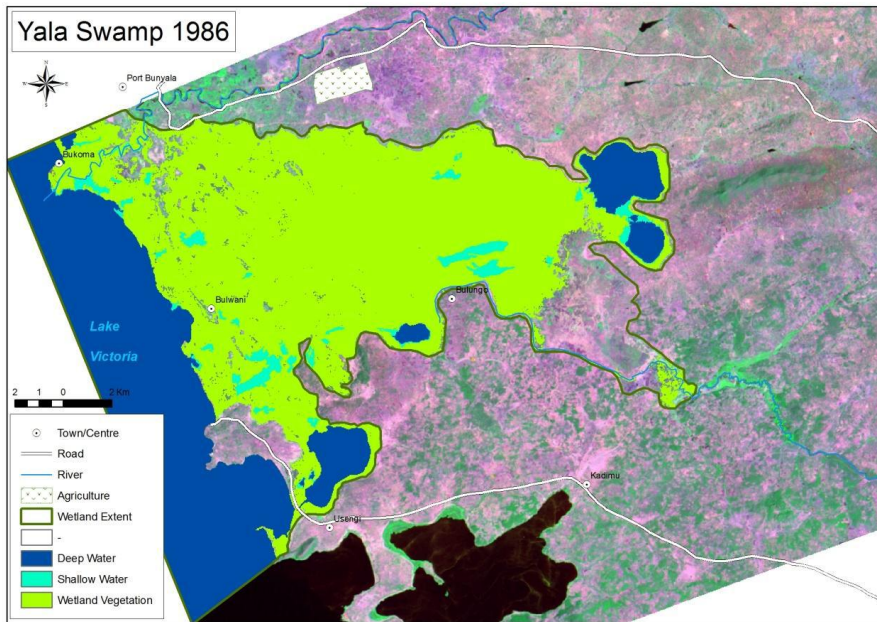 Yala Swamp 1986
N
W E
S
Port Bunyala
Bukoma
Bulungo
Bulwani
Lake
Victoria
2 1 0 2 Km
Kadimu
Usengi
Town/Centre
Road
River
Agriculture
Wetland Extent
-
Deep Water
Shallow Water
Wetland Vegetation